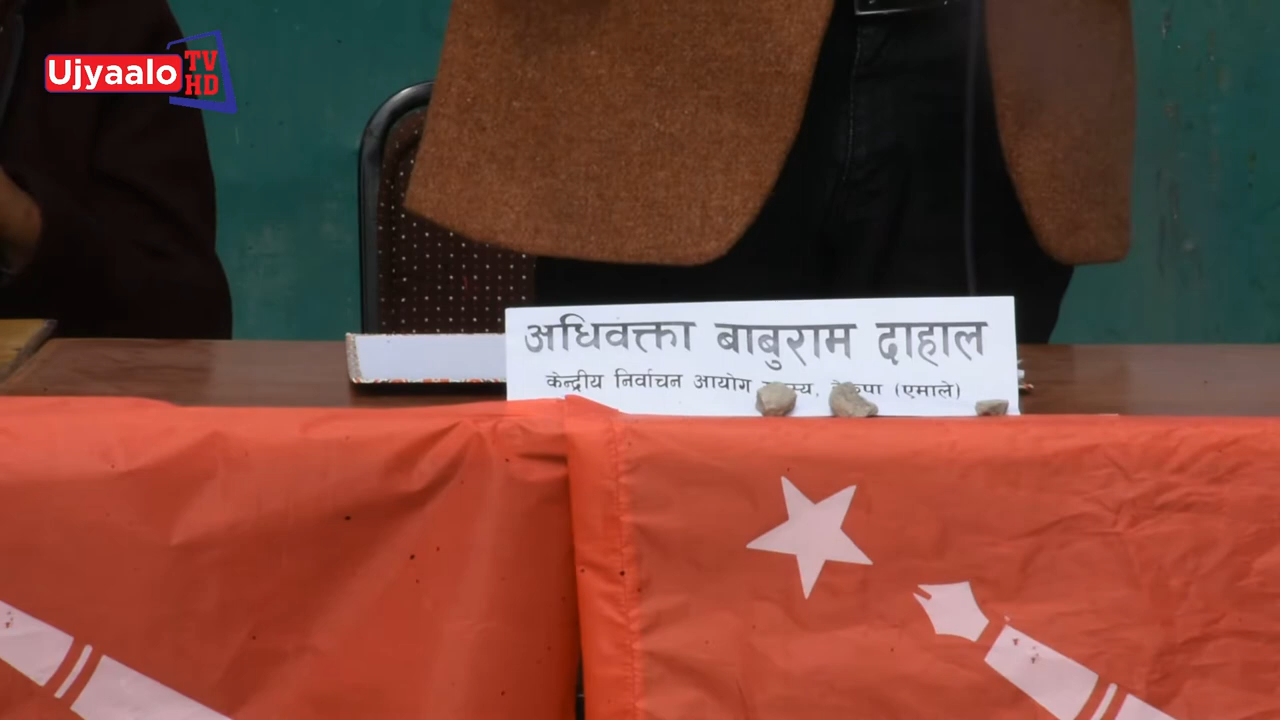 Ujyaalo
TV
HD
अधिवक्ता बाबुराम दाहाल
केन्द्रीय निर्वाचन आयोग (एमाले)